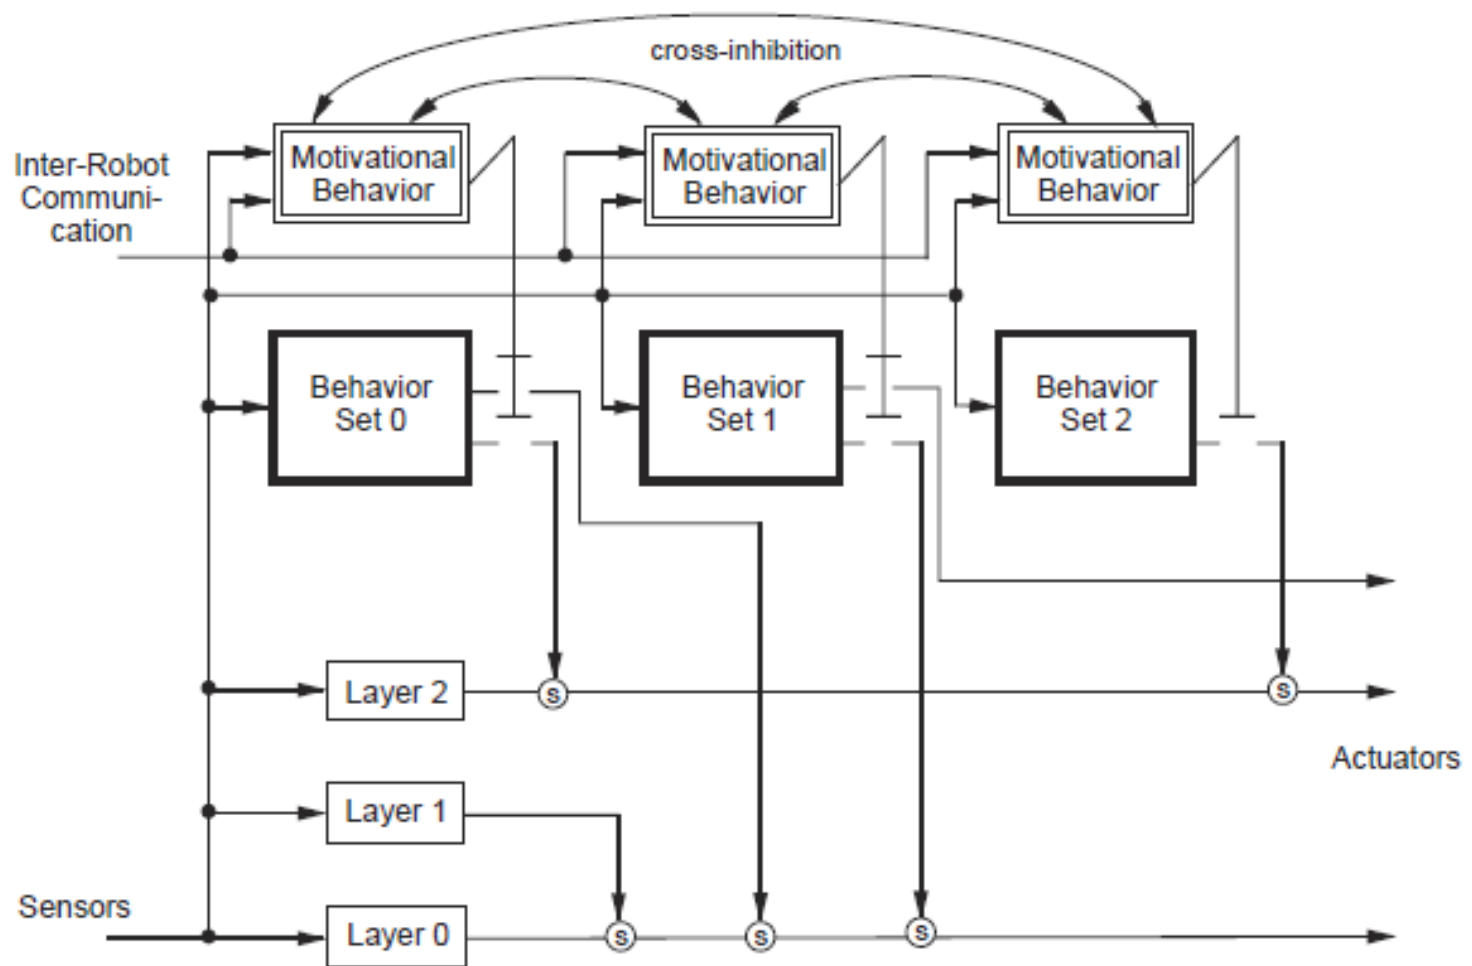 cross-inhibition
Inter-Robot
Communi-
cation
Motivational
Behavior
Motivational
Behavior
Motivational
Behavior
Behavior
Set 0
Behavior
Set 1
Behavior
Set 2
Layer 2
S
S
Actuators
Layer 1
Sensors
Layer 0
S
S
S